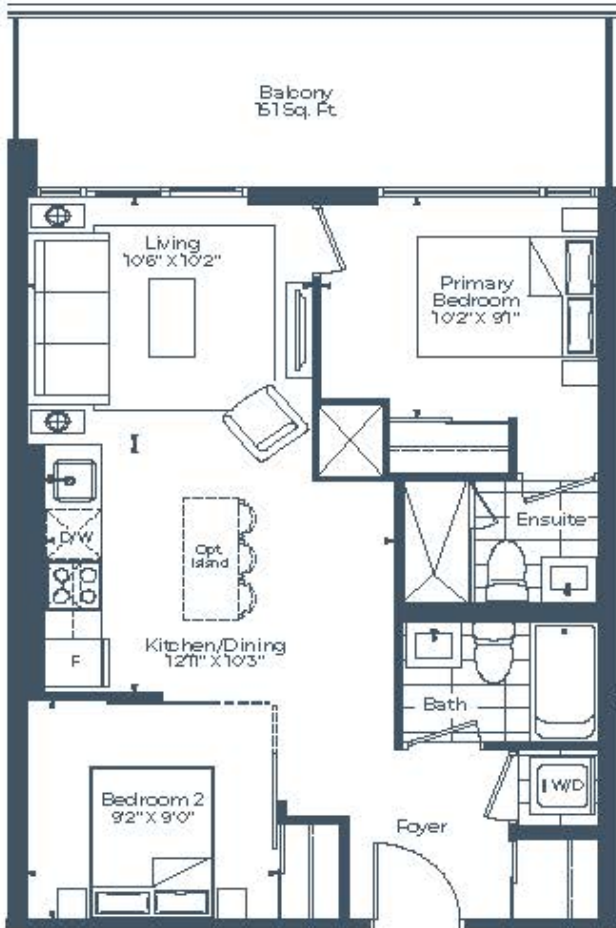 Balcony
151 Sq. Ft.
Living
10'6" X 10'2"
Primary
Bedroom
10'2" X 9'1"
D/W
Opt.
Island
Ensuite
Kitchen/Dining
12'11" X 10'3"
F
Bath
W/D
Bedroom 2
9'2" X 9'0"
Foyer